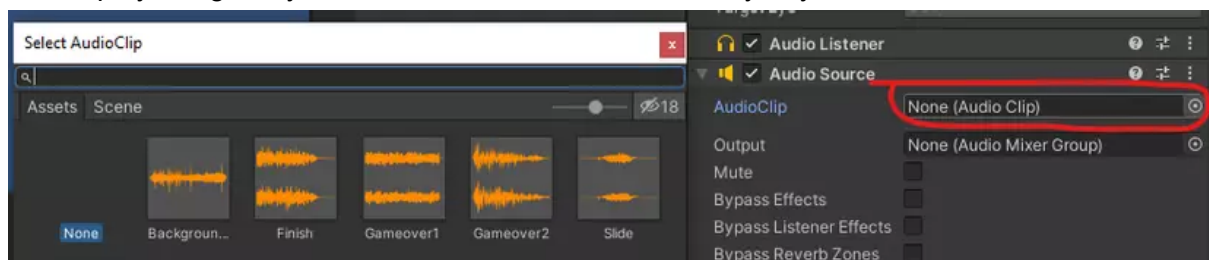 Select AudioClip
x
Assets Scene
18
None
Backgroun...
Finish
Gameover1
Gameover2
Slide
Audio Listener
Audio Source
AudioClip
None (Audio Clip)
Output
None (Audio Mixer Group)
Mute
Bypass Effects
Bypass Listener Effects
Bypass Reverb Zones